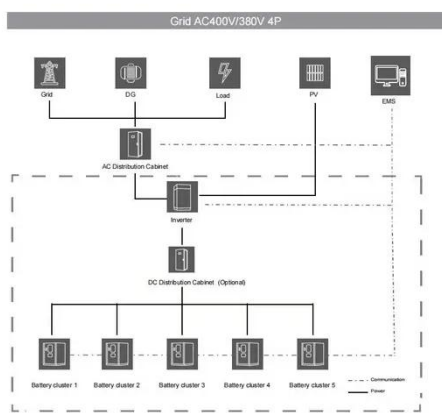 Grid AC400V/380V 4P
Grid
DG
Load
PV
EMS
AC Distribution Cabinet
Inverter
DC Distribution Cabinet (Optional)
Battery cluster 1
Battery cluster 2
Battery cluster 3
Battery cluster 4
Battery cluster 5
Communication
Power